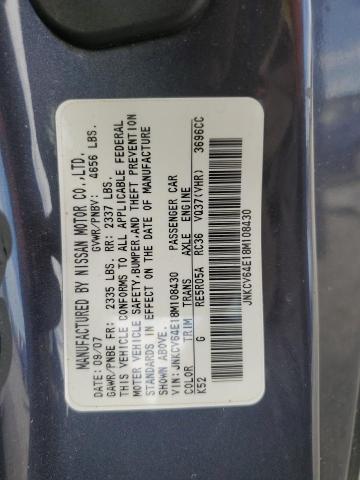 MANUFACTURED BY NISSAN MOTOR CO.,LTD.
DATE: 09/07 GVWR/PNBV: 4656 LBS.
GAWR/PNBE FR: 2335 LBS. RR: 2337 LBS.
THIS VEHICLE CONFORMS TO ALL APPLICABLE FEDERAL
MOTOR VEHICLE SAFETY,BUMPER,AND THEFT PREVENTION
STANDARDS IN EFFECT ON THE DATE OF MANUFACTURE
SHOWN ABOVE.
VIN: JNKCV64E18M108430 PASSENGER CAR
COLOR TRIM TRANS AXLE ENGINE
K52 G RE5R05A RC36 VQ37(VHR) 3696CC
JNKCV64E18M108430